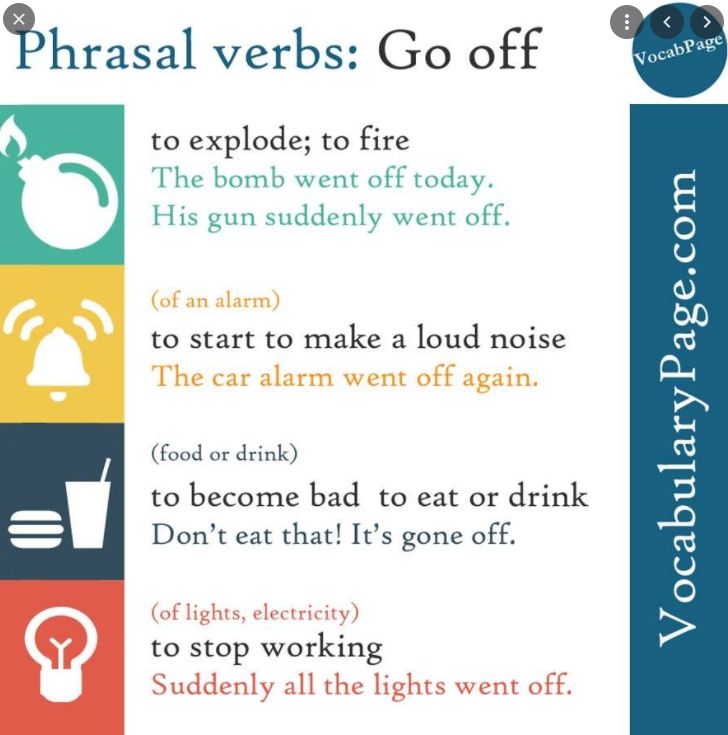 Phrasal verbs: Go off
VocabPage
to explode; to fire
The bomb went off today.
His gun suddenly went off.
(of an alarm)
to start to make a loud noise
The car alarm went off again.
(food or drink)
to become bad  to eat or drink
Don't eat that! It's gone off.
(of lights, electricity)
to stop working
Suddenly all the lights went off.
VocabularyPage.com